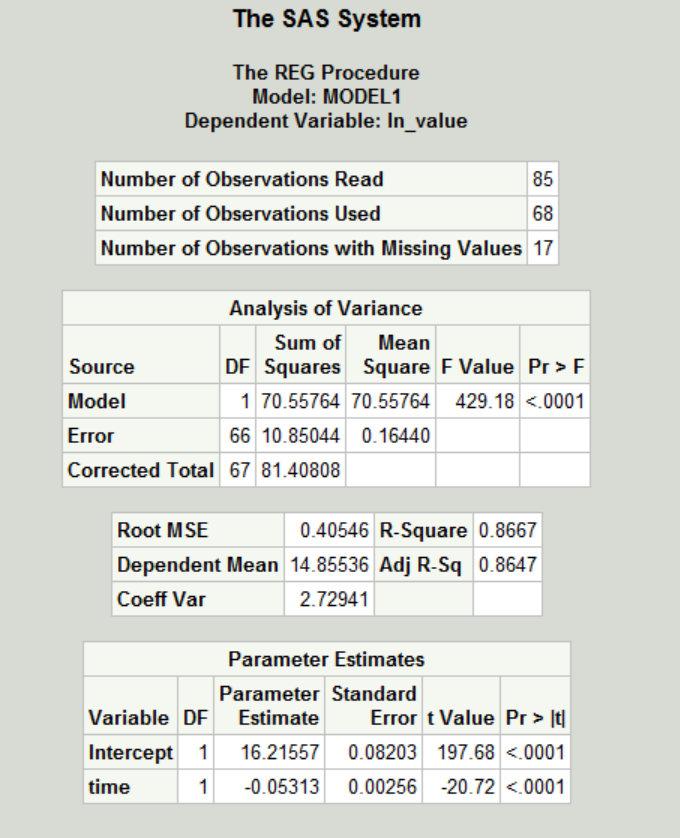 The SAS System
The REG Procedure
Model: MODEL1
Dependent Variable: ln_value
Number of Observations Read 85
Number of Observations Used 68
Number of Observations with Missing Values 17
Analysis of Variance
Source DF Sum of Squares Mean Square F Value Pr > F
Model 1 70.55764 70.55764 429.18 <.0001
Error 66 10.85044 0.16440
Corrected Total 67 81.40808
Root MSE 0.40546 R-Square 0.8667
Dependent Mean 14.85536 Adj R-Sq 0.8647
Coeff Var 2.72941
Parameter Estimates
Variable DF Parameter Estimate Standard Error t Value Pr > |t|
Intercept 1 16.21557 0.08203 197.68 <.0001
time 1 -0.05313 0.00256 -20.72 <.0001